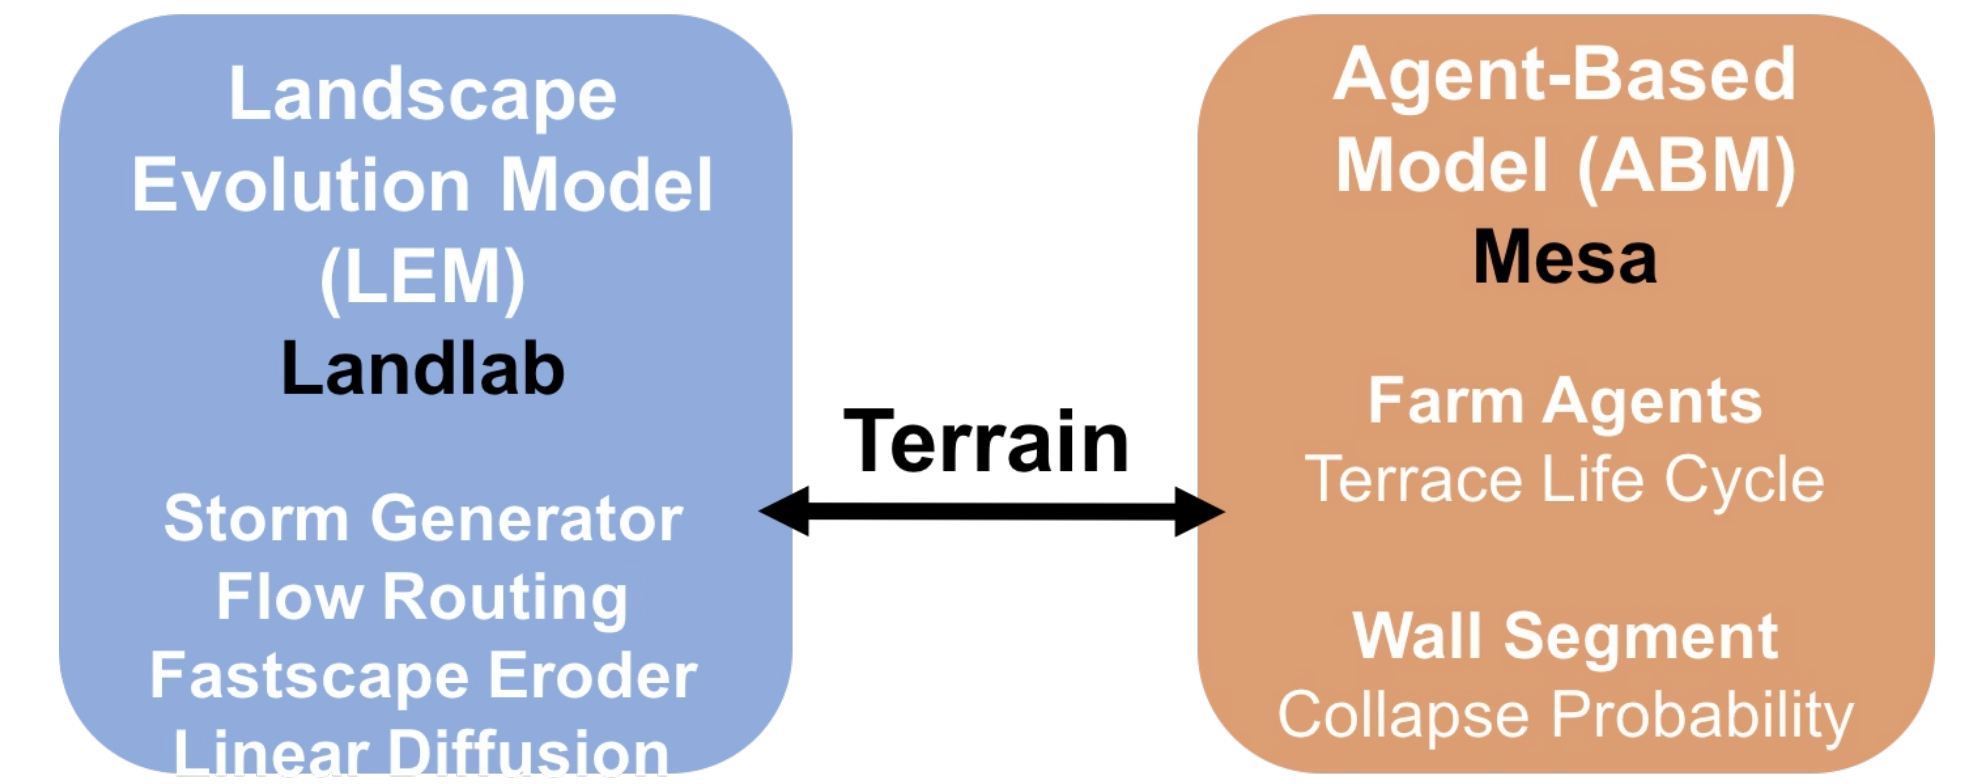 Landscape
Evolution Model
(LEM)
Landlab
Storm Generator
Flow Routing
Fastscape Eroder
Linear Diffusion
Terrain
Agent-Based
Model (ABM)
Mesa
Farm Agents
Terrace Life Cycle
Wall Segment
Collapse Probability